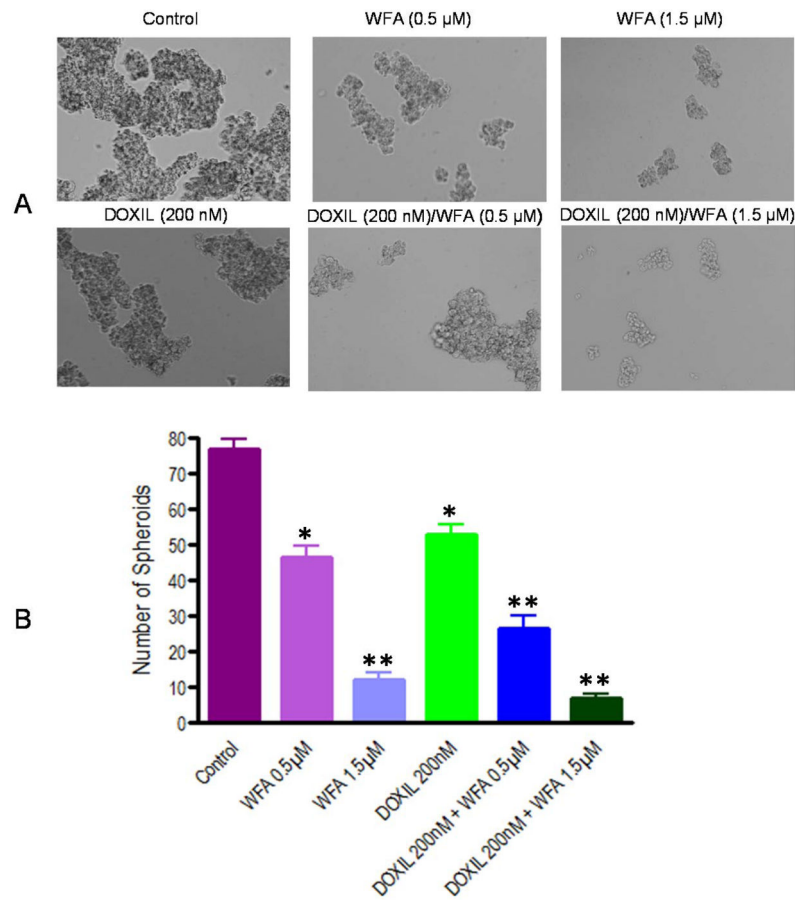 Control WFA (0.5 µM) WFA (1.5 µM)
A
DOXIL (200 nM) DOXIL (200 nM)/WFA (0.5 µM) DOXIL (200 nM)/WFA (1.5 µM)
B
Number of Spheroids
80
70
60
50
40
30
20
10
0
*
**
*
**
**
Control
WFA 0.5µM
WFA 1.5µM
DOXIL 200nM
DOXIL 200nM + WFA 0.5µM
DOXIL 200nM + WFA 1.5µM